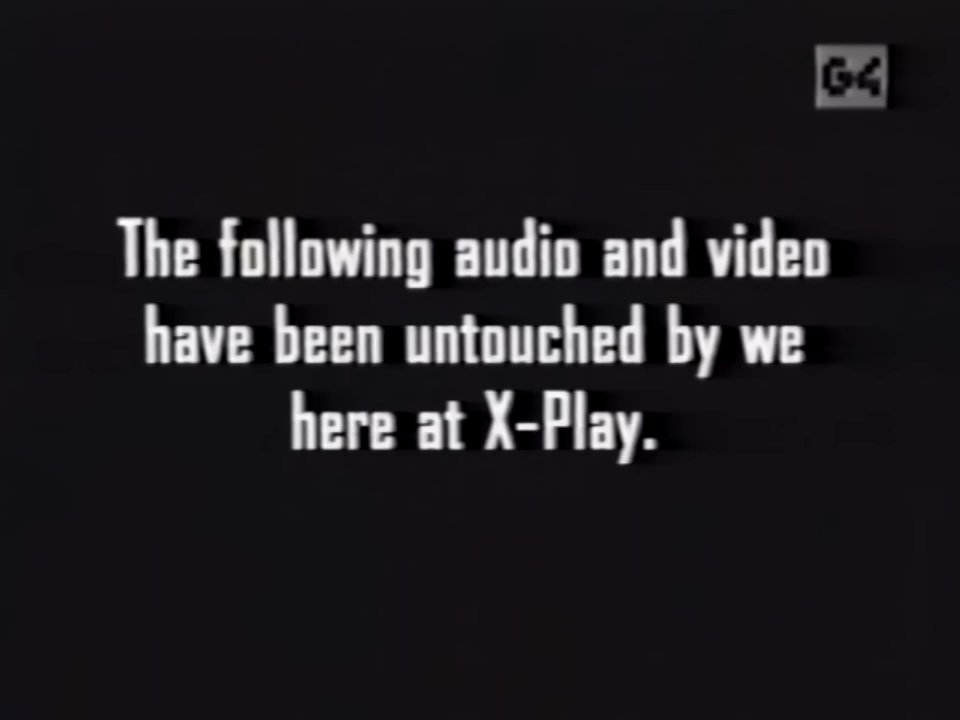 G4
The following audio and video
have been untouched by we
here at X-Play.